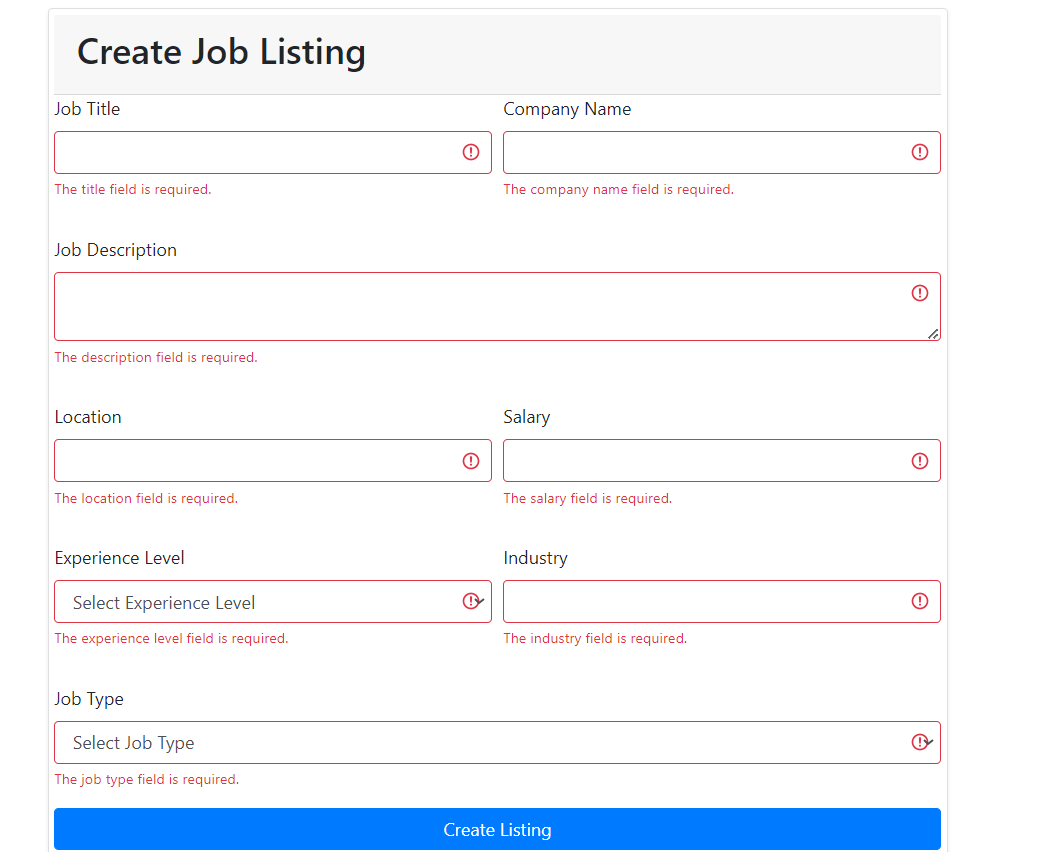 Create Job Listing
Job Title
Company Name
The title field is required.
The company name field is required.
Job Description
The description field is required.
Location
Salary
The location field is required.
The salary field is required.
Experience Level
Industry
Select Experience Level
The experience level field is required.
The industry field is required.
Job Type
Select Job Type
The job type field is required.
Create Listing